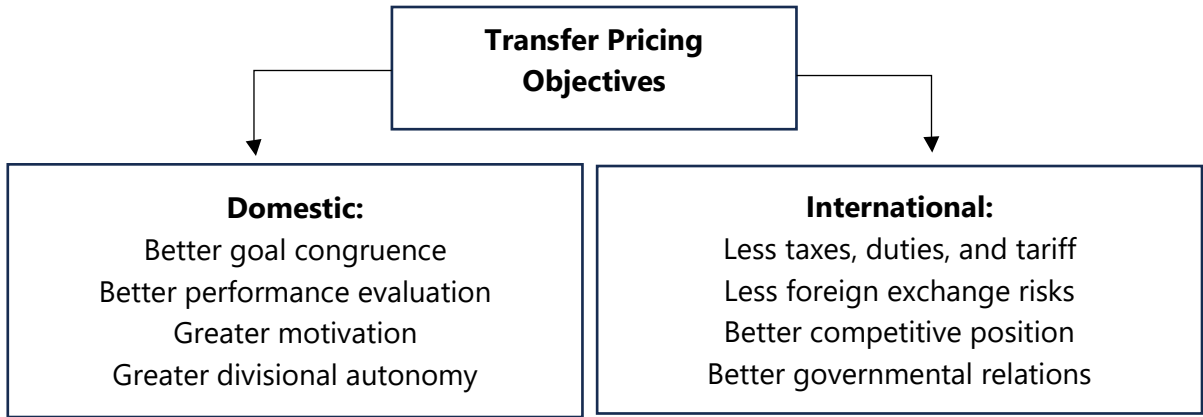 Transfer Pricing
Objectives
Domestic:
Better goal congruence
Better performance evaluation
Greater motivation
Greater divisional autonomy
International:
Less taxes, duties, and tariff
Less foreign exchange risks
Better competitive position
Better governmental relations